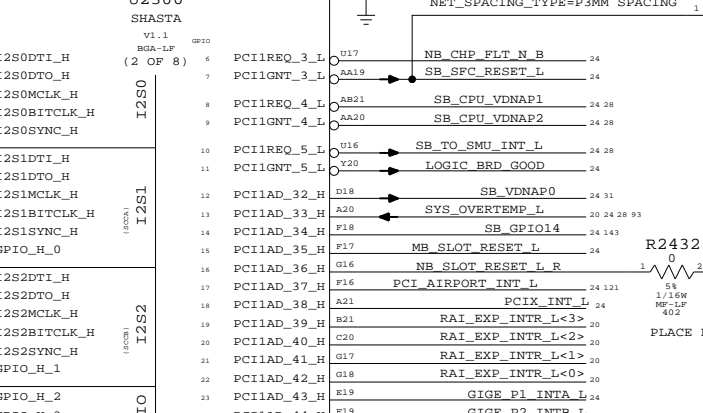 U2300
NET_SPACING_TYPE=P3MM SPACING
1
SHASTA
V1.1
BGA-LF
GPIO
(2 OF 8)
I2S0DTI_H
6 PCI1REQ_3_L U17 NB_CHP_FLT_N_B 24
I2S0DTO_H
7 PCI1GNT_3_L AA19 SB_SFC_RESET_L 24
I2S0MCLK_H
I2S0
8 PCI1REQ_4_L AB21 SB_CPU_VDNAP1 24 28
I2S0BITCLK_H
9 PCI1GNT_4_L AA20 SB_CPU_VDNAP2 24 28
I2S0SYNC_H
10 PCI1REQ_5_L U16 SB_TO_SMU_INT_L 24 28
I2S1DTI_H
11 PCI1GNT_5_L Y20 LOGIC_BRD_GOOD 24
I2S1DTO_H
I2S1MCLK_H
12 PCI1AD_32_H D18 SB_VDNAP0 24 31
I2S1BITCLK_H
(SCCA)
I2S1
13 PCI1AD_33_H A20 SYS_OVERTEMP_L 20 24 28 93
I2S1SYNC_H
14 PCI1AD_34_H F18 SB_GPIO14 24 143
GPIO_H_0
15 PCI1AD_35_H F17 MB_SLOT_RESET_L 24
R2432
0
16 PCI1AD_36_H G16 NB_SLOT_RESET_L_R 1 2
I2S2DTI_H
17 PCI1AD_37_H F16 PCI_AIRPORT_INT_L 24 121
5%
1/16W
MF-LF
402
I2S2DTO_H
18 PCI1AD_38_H A21 PCIX_INT_L 24
I2S2MCLK_H
I2S2
(SCCB)
19 PCI1AD_39_H B21 RAI_EXP_INTR_L<3> 20
I2S2BITCLK_H
PLACE
20 PCI1AD_40_H C20 RAI_EXP_INTR_L<2> 20
I2S2SYNC_H
21 PCI1AD_41_H G17 RAI_EXP_INTR_L<1> 20
GPIO_H_1
22 PCI1AD_42_H G18 RAI_EXP_INTR_L<0> 20
GPIO_H_2
23 PCI1AD_43_H E19 GIGE_P1_INTA_L 24
IO
PCI1AD_44_H F19 GIGE_P2_INTB_L